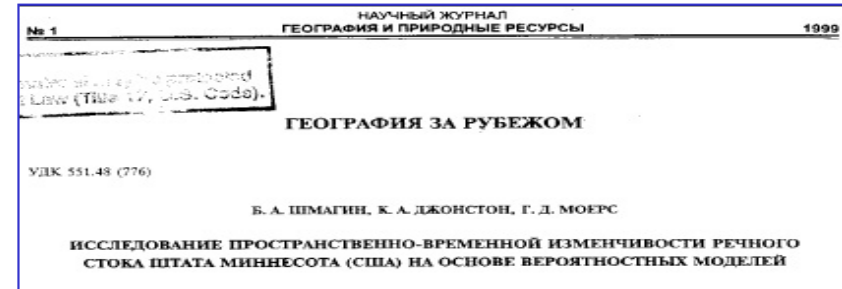 НАУЧНЫЙ ЖУРНАЛ
№ 1 ГЕОГРАФИЯ И ПРИРОДНЫЕ РЕСУРСЫ 1999
Law (Title 17, U.S. Code).
ГЕОГРАФИЯ ЗА РУБЕЖОМ
УДК 551.48 (776)
Б. А. ШМАГИН, К. А. ДЖОНСТОН, Г. Д. МОЕРС
ИССЛЕДОВАНИЕ ПРОСТРАНСТВЕННО-ВРЕМЕННОЙ ИЗМЕНЧИВОСТИ РЕЧНОГО
СТОКА ШТАТА МИННЕСОТА (США) НА ОСНОВЕ ВЕРОЯТНОСТНЫХ МОДЕЛЕЙ